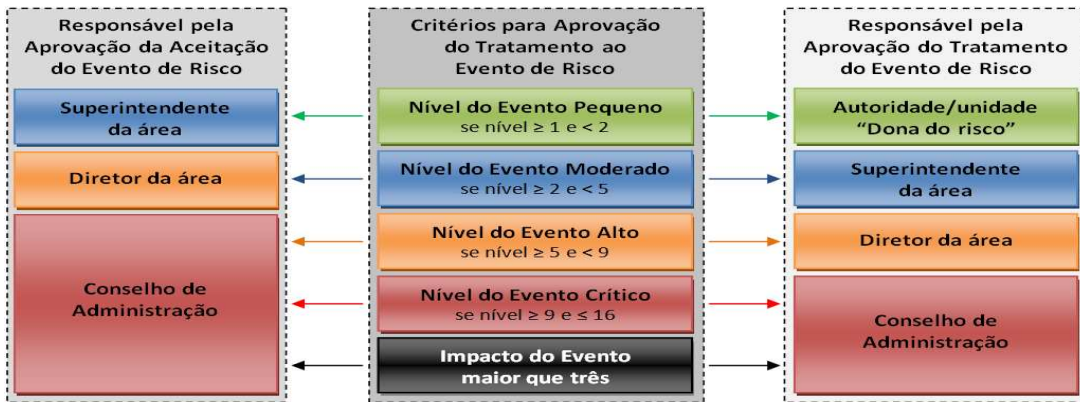 Responsável pela
Aprovação da Aceitação
do Evento de Risco
Superintendente
da área
Diretor da área
Conselho de
Administração
Critérios para Aprovação
do Tratamento ao
Evento de Risco
Nível do Evento Pequeno
se nível ≥ 1 e < 2
Nível do Evento Moderado
se nível ≥ 2 e < 5
Nível do Evento Alto
se nível ≥ 5 e < 9
Nível do Evento Crítico
se nível ≥ 9 e ≤ 16
Impacto do Evento
maior que três
Responsável pela
Aprovação do Tratamento
do Evento de Risco
Autoridade/unidade
“Dona do risco”
Superintendente
da área
Diretor da área
Conselho de
Administração